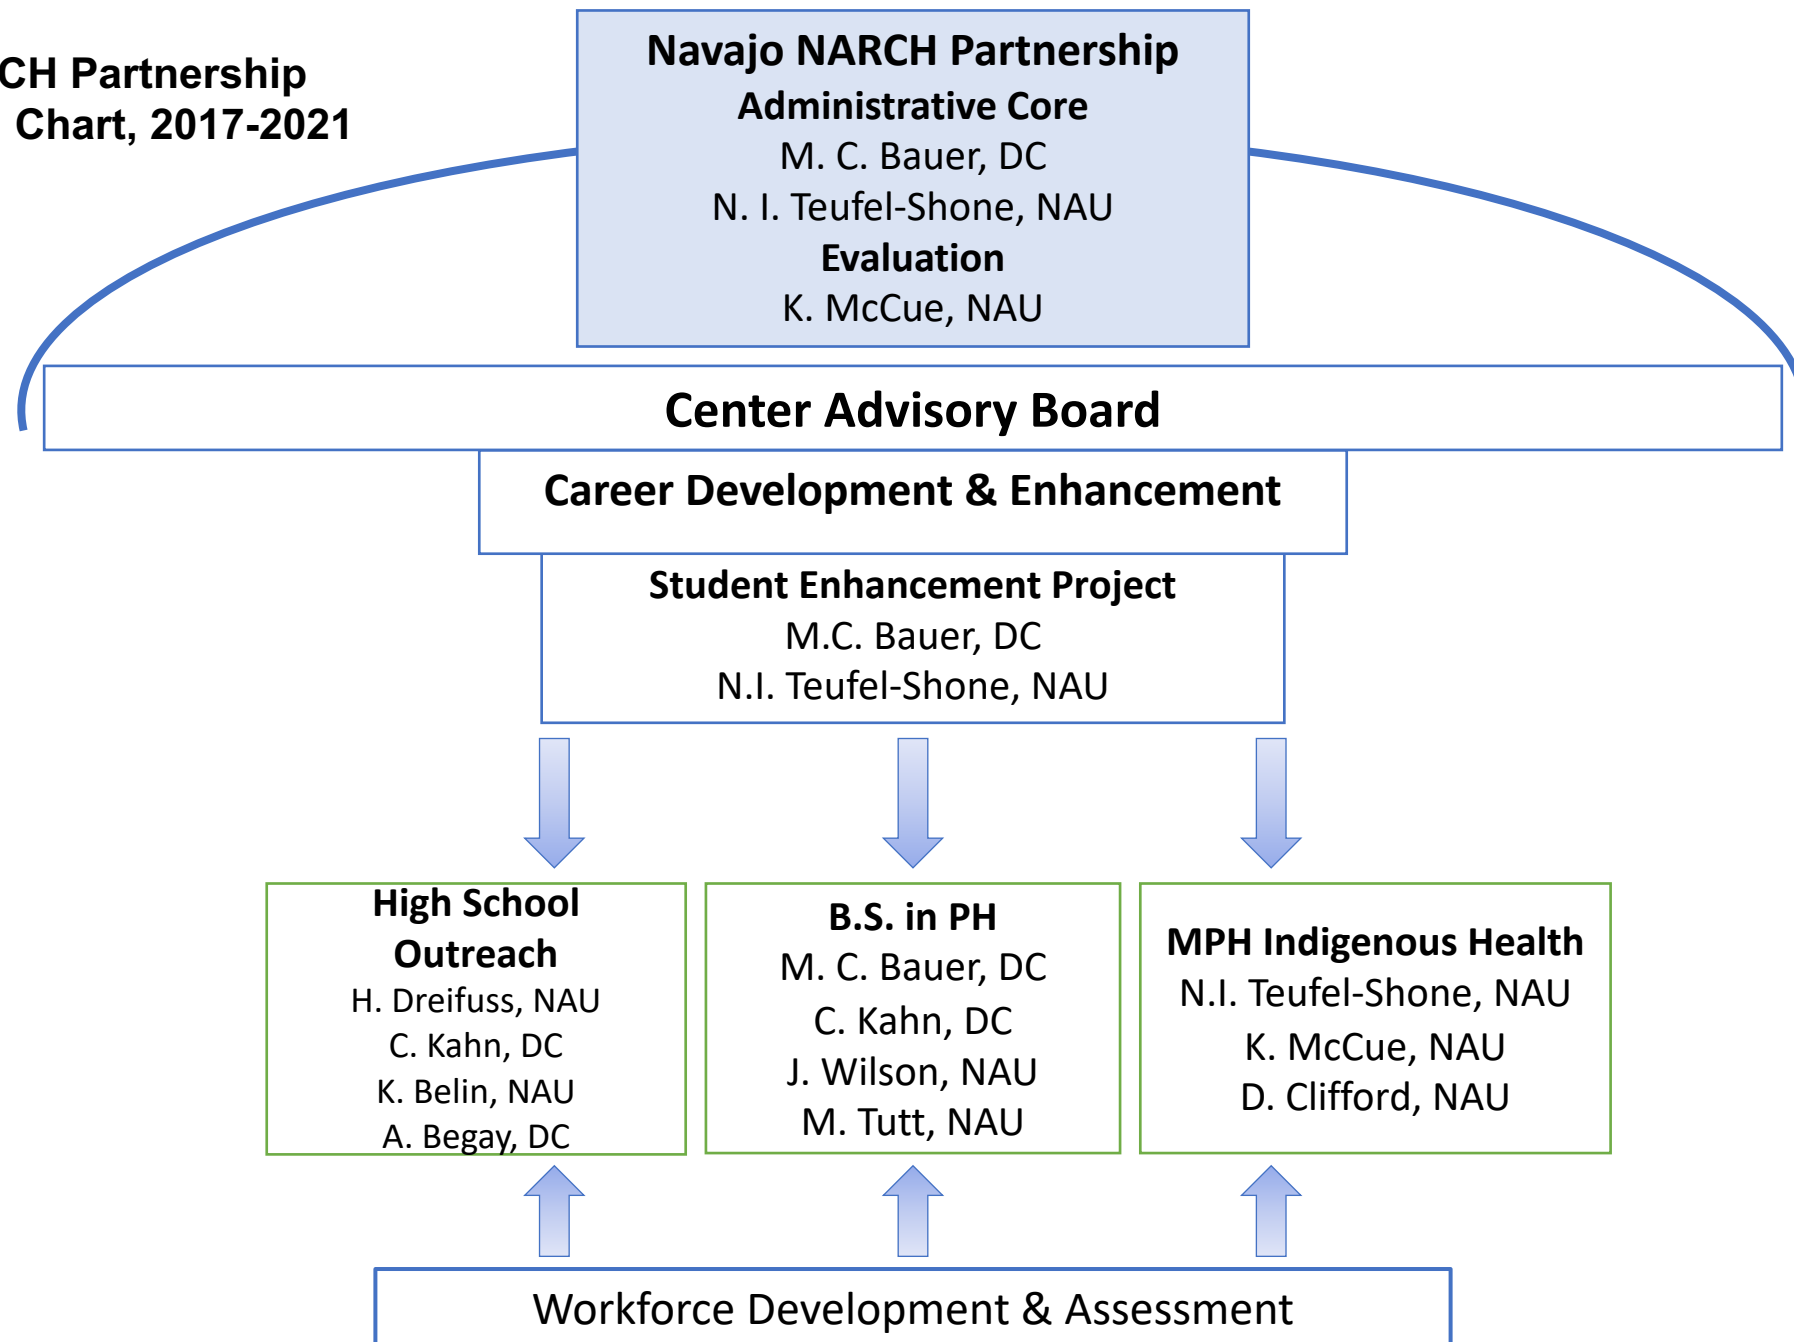 CH Partnership
Chart, 2017-2021
Navajo NARCH Partnership
Administrative Core
M. C. Bauer, DC
N. I. Teufel-Shone, NAU
Evaluation
K. McCue, NAU
Center Advisory Board
Career Development & Enhancement
Student Enhancement Project
M.C. Bauer, DC
N.I. Teufel-Shone, NAU
High School
Outreach
H. Dreifuss, NAU
C. Kahn, DC
K. Belin, NAU
A. Begay, DC
B.S. in PH
M. C. Bauer, DC
C. Kahn, DC
J. Wilson, NAU
M. Tutt, NAU
MPH Indigenous Health
N.I. Teufel-Shone, NAU
K. McCue, NAU
D. Clifford, NAU
Workforce Development & Assessment